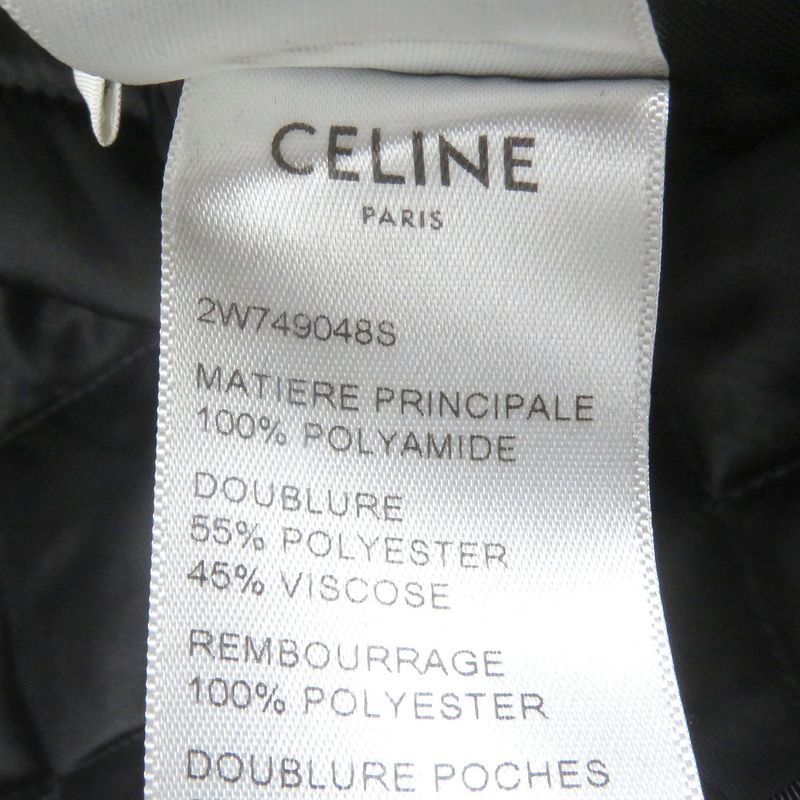 CELINE
PARIS
2W749048S
MATIERE PRINCIPALE
100% POLYAMIDE
DOUBLURE
55% POLYESTER
45% VISCOSE
REMBOURRAGE
100% POLYESTER
DOUBLURE POCHES